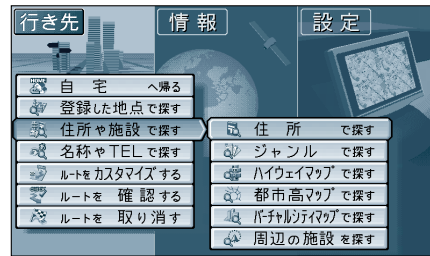 行き先
情報
設定
HOME 自宅へ帰る
登録した地点で探す
住所や施設で探す
名称やTELで探す
ルートをカスタマイズする
ルートを確認する
ルートを取り消す
住所で探す
ジャンルで探す
ハイウェイマップで探す
都市高マップで探す
バーチャルシティマップで探す
周辺の施設を探す